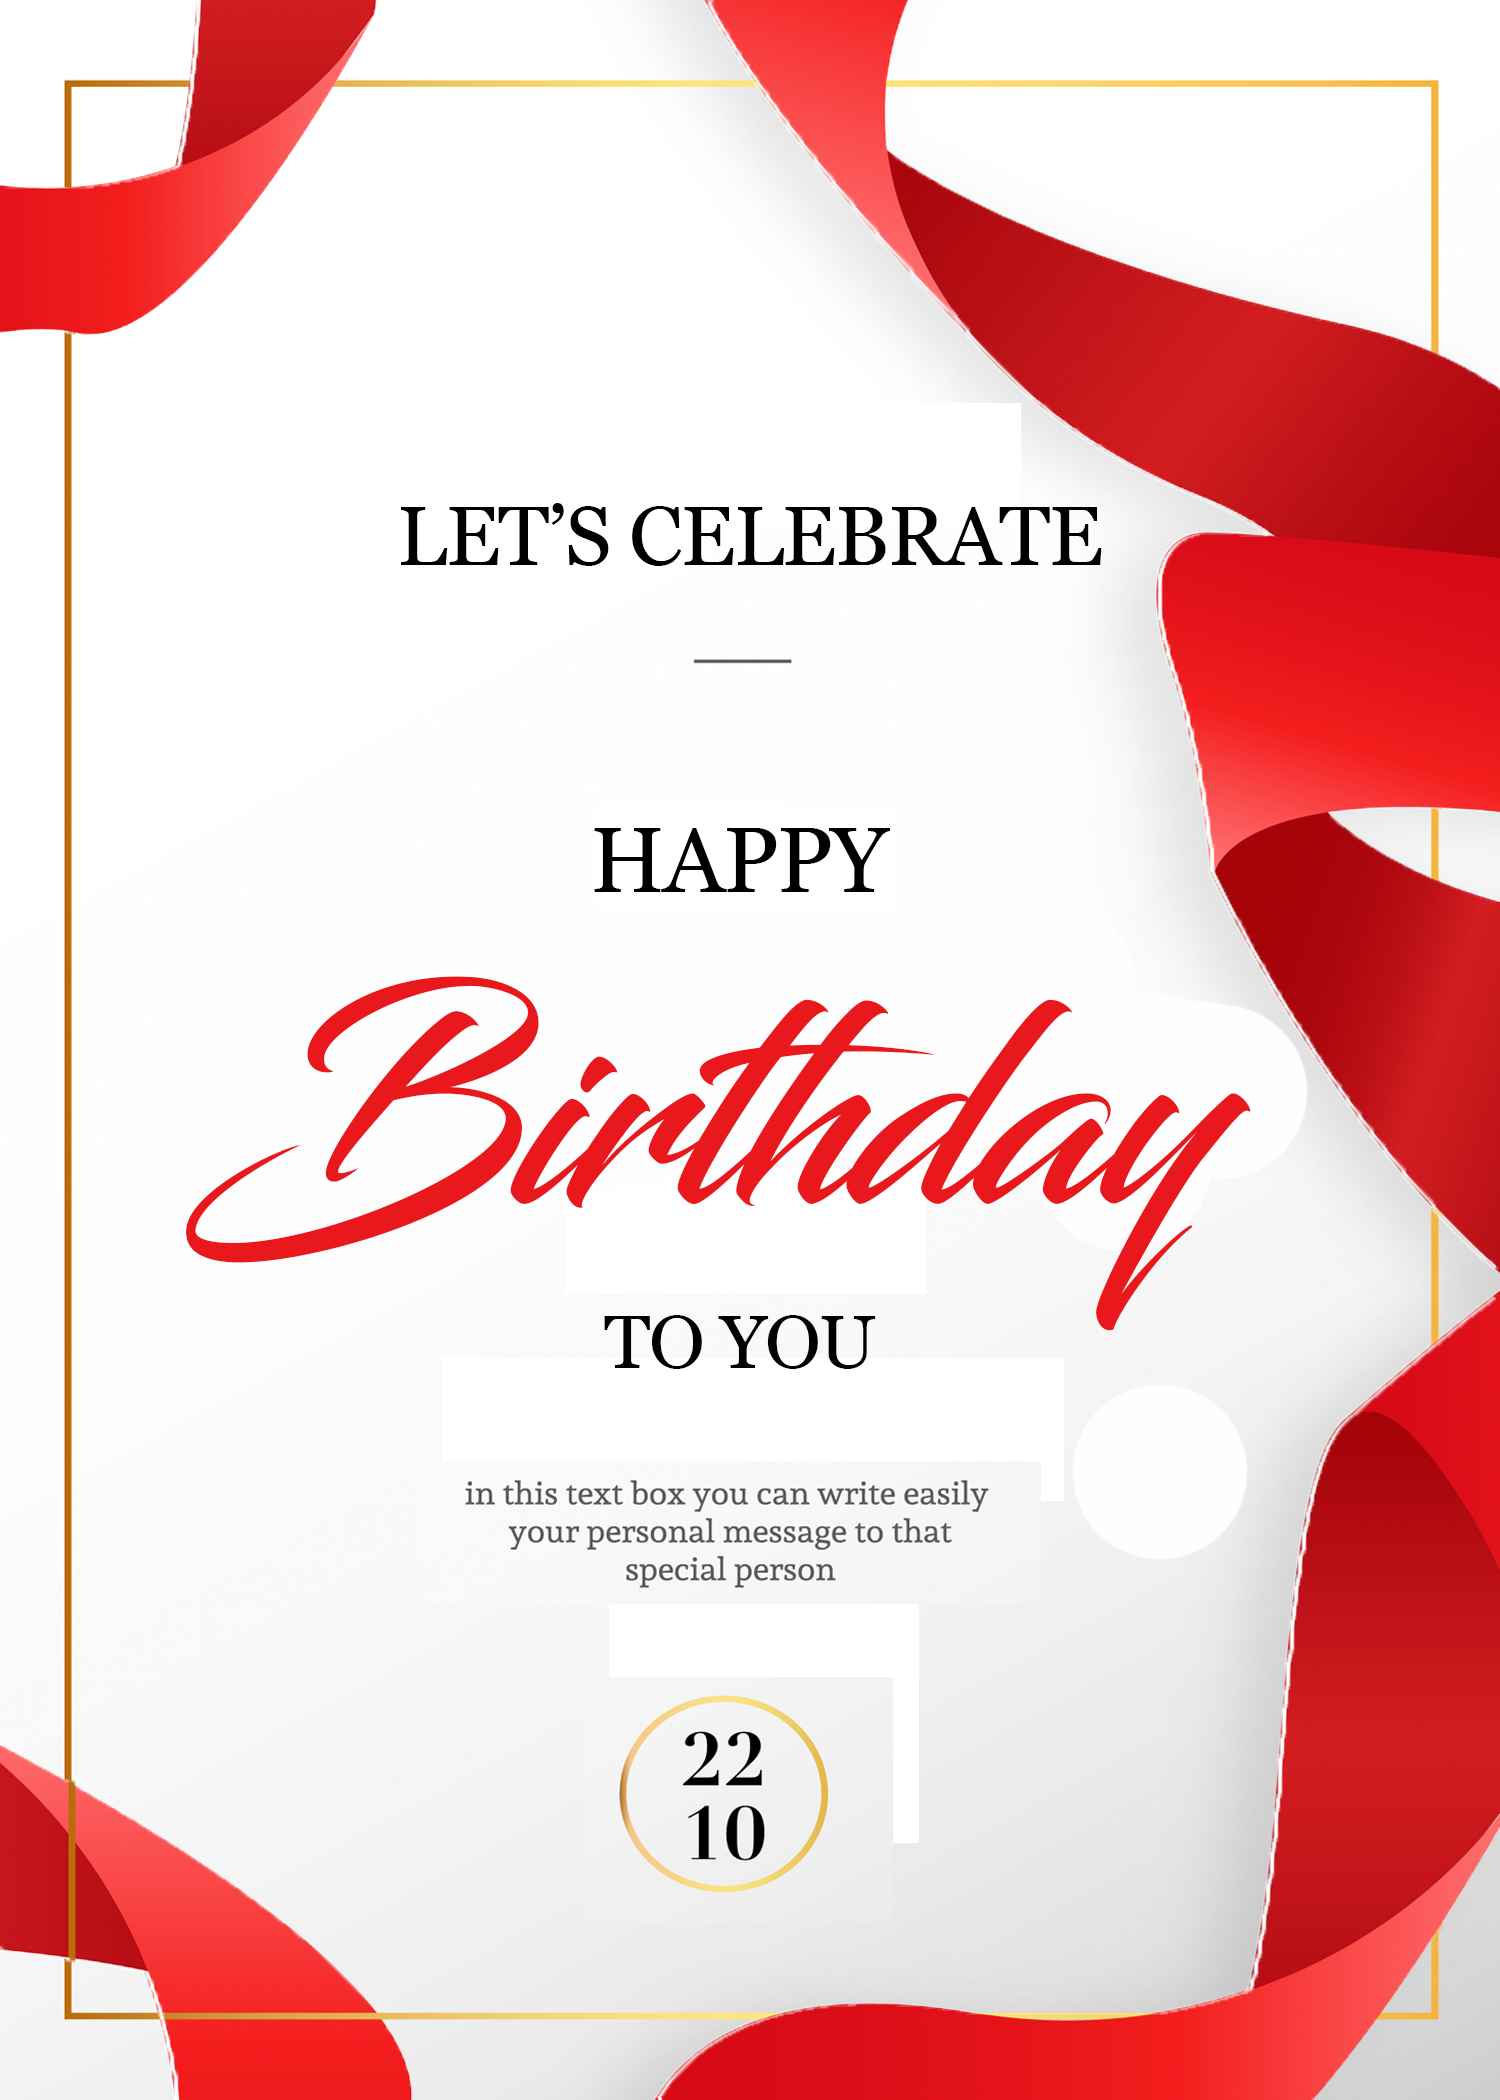 LET’S CELEBRATE
HAPPY
Birthday
TO YOU
in this text box you can write easily
your personal message to that
special person
22
10